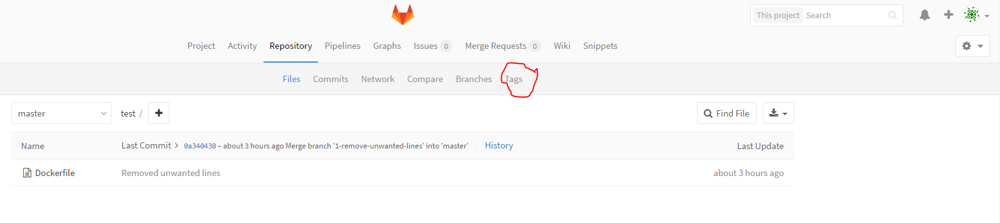 This project Search
Project Activity Repository Pipelines Graphs Issues 0 Merge Requests 0 Wiki Snippets
Files Commits Network Compare Branches Tags
master test / + Find File
Name Last Commit > 0a340430 – about 3 hours ago Merge branch '1-remove-unwanted-lines' into 'master' History Last Update
Dockerfile Removed unwanted lines about 3 hours ago